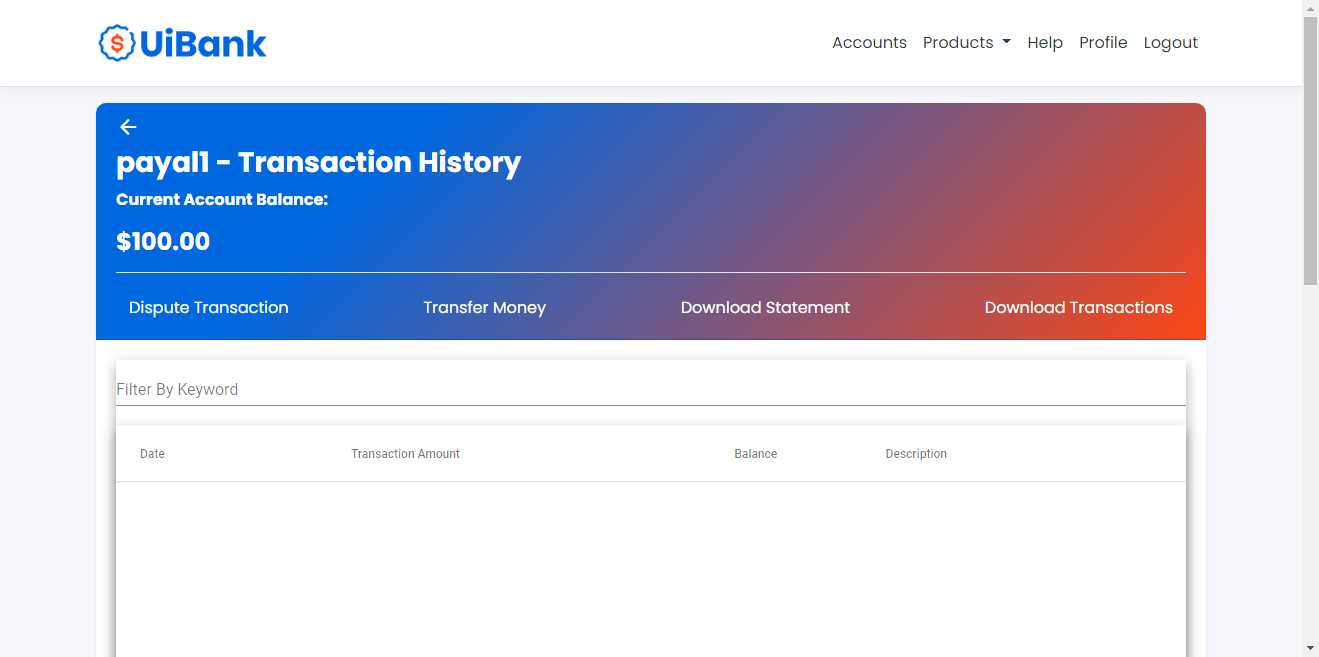 $ UiBank
Accounts Products Help Profile Logout
payal1 - Transaction History
Current Account Balance:
$100.00
Dispute Transaction Transfer Money Download Statement Download Transactions
Filter By Keyword
Date Transaction Amount Balance Description